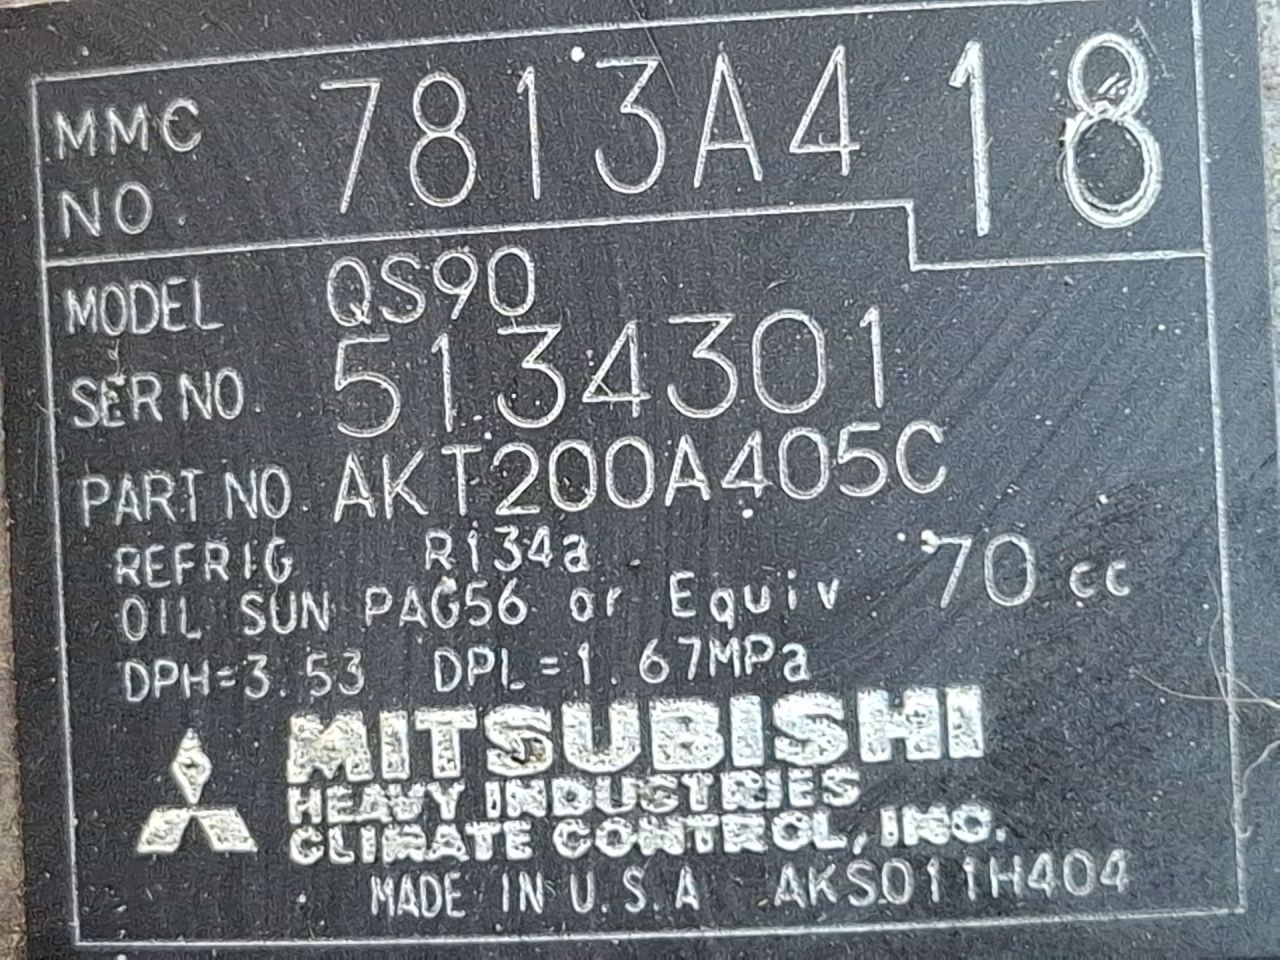 MMC NO. 7813A418
MODEL QS90
SER NO. 5134301
PART NO. AKT200A405C
REFRIG R134a
OIL SUN PAG56 or Equiv 70 cc
DPH=3.53 DPL=1.67MPa
MITSUBISHI
HEAVY INDUSTRIES
CLIMATE CONTROL, INC.
MADE IN U.S.A AKS011H404